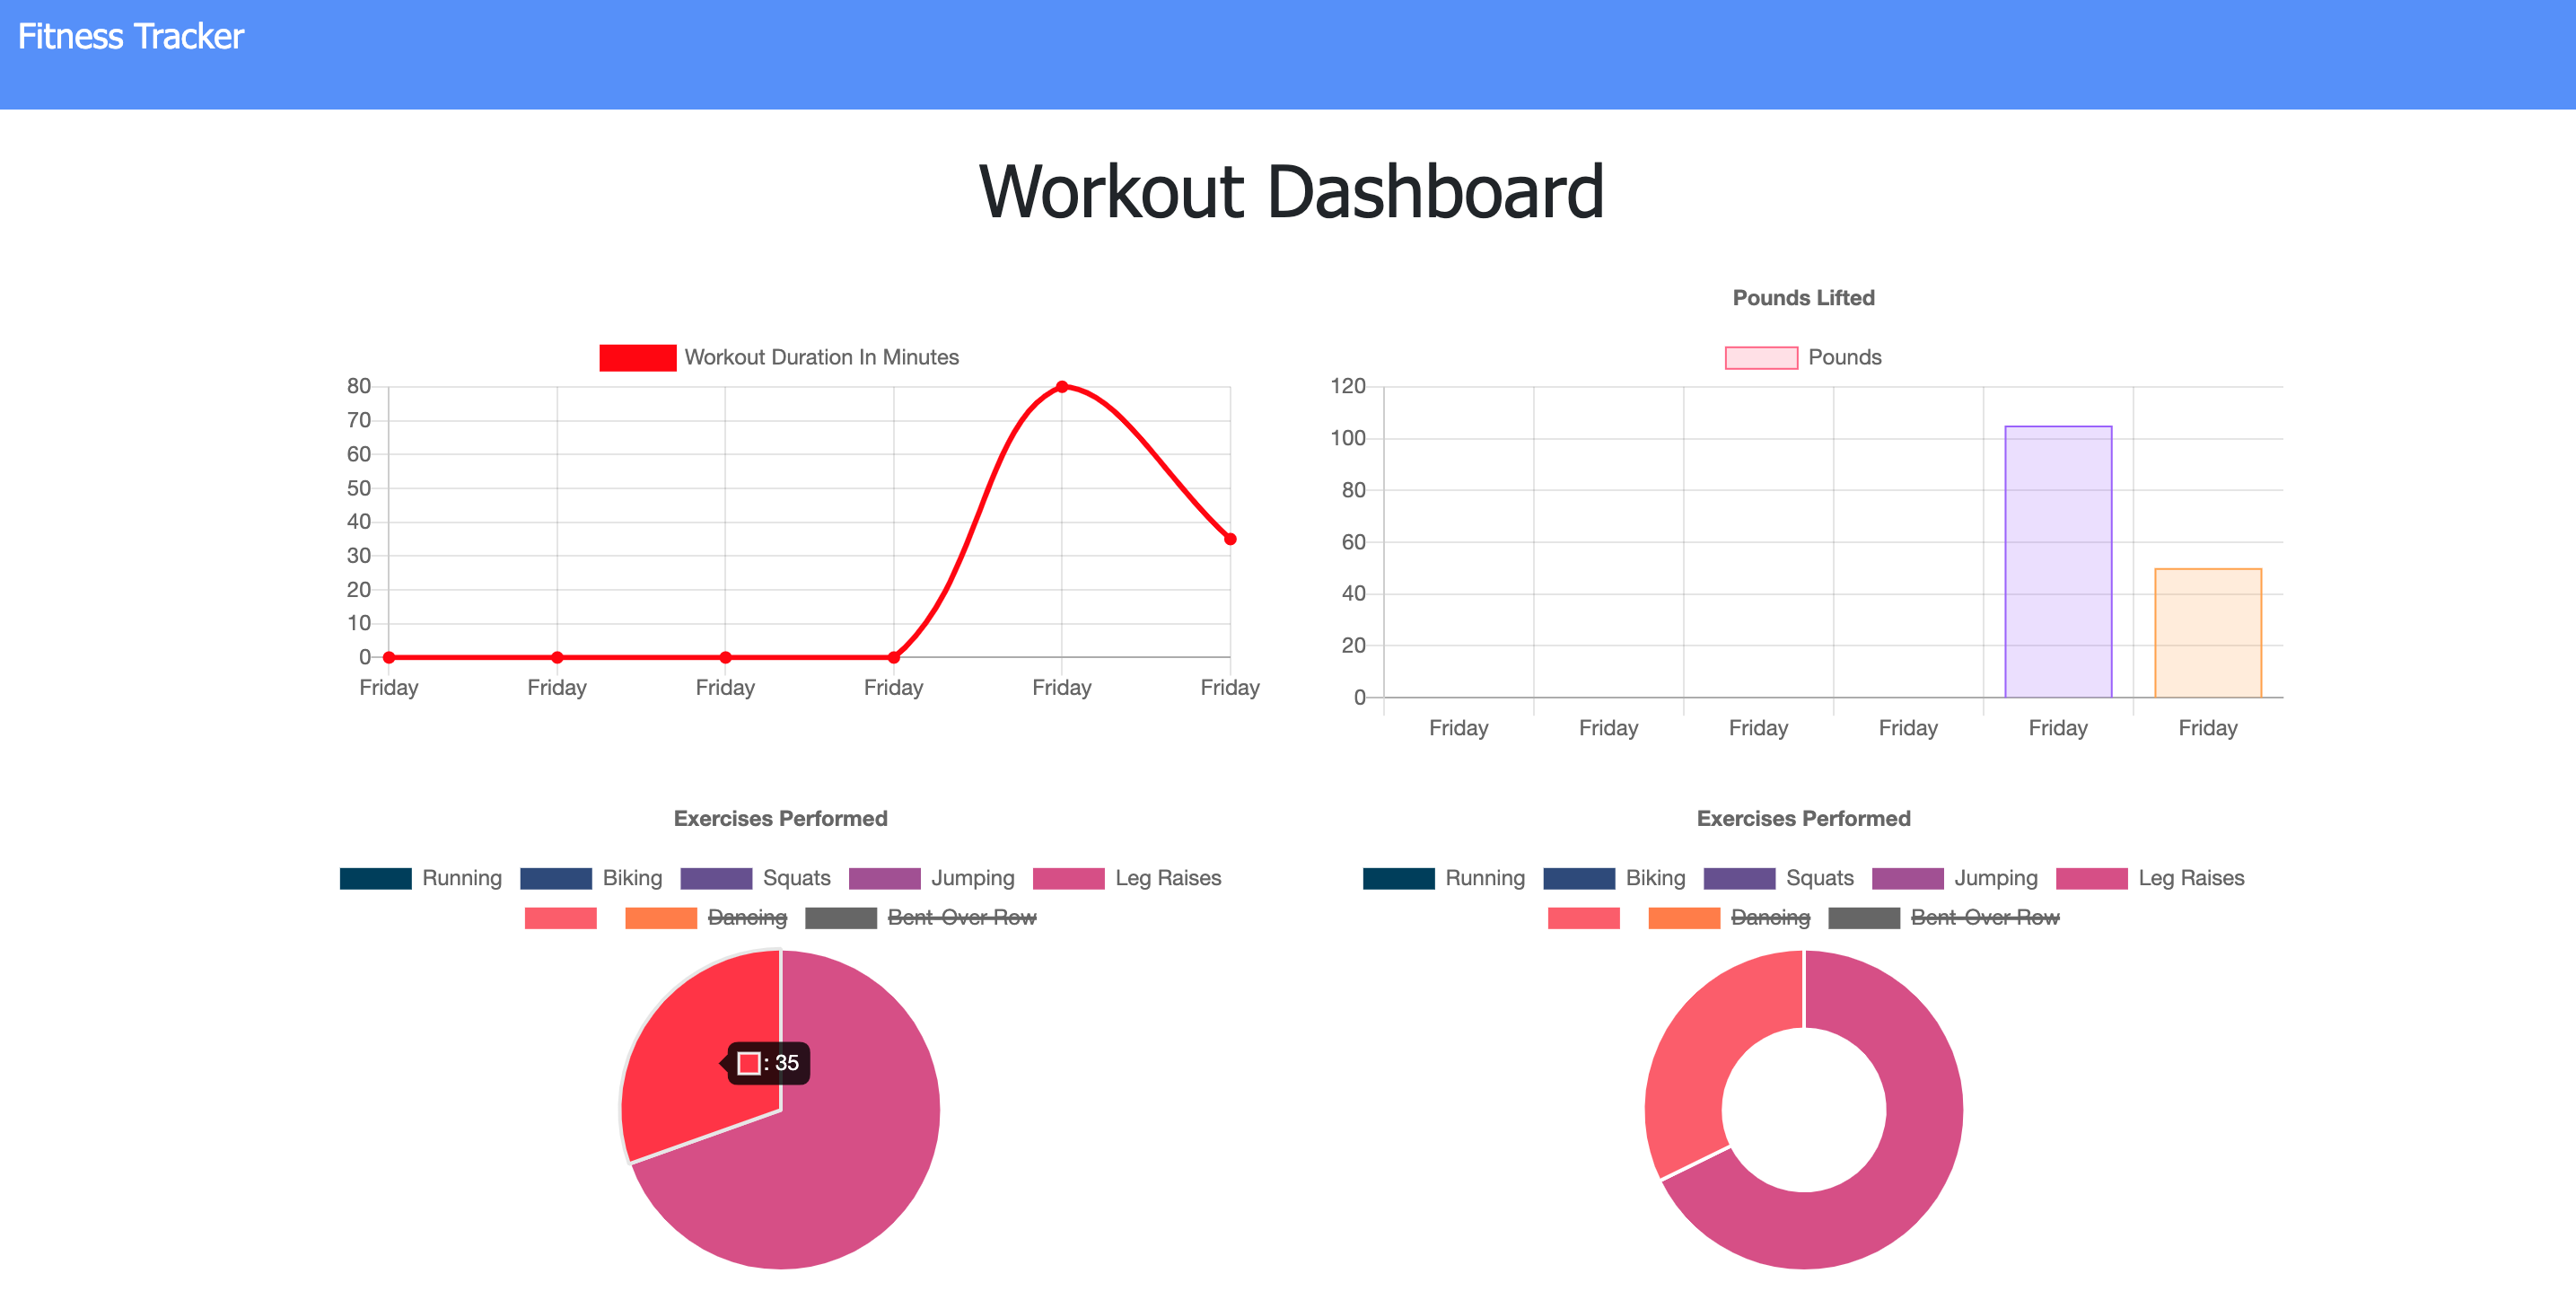 Fitness Tracker
Workout Dashboard
Workout Duration In Minutes
80
70
60
50
40
30
20
10
0
Friday Friday Friday Friday Friday Friday
Pounds Lifted
Pounds
120
100
80
60
40
20
0
Friday Friday Friday Friday Friday Friday
Exercises Performed
Running Biking Squats Jumping Leg Raises
Dancing Bent-Over Row
: 35
Exercises Performed
Running Biking Squats Jumping Leg Raises
Dancing Bent-Over Row